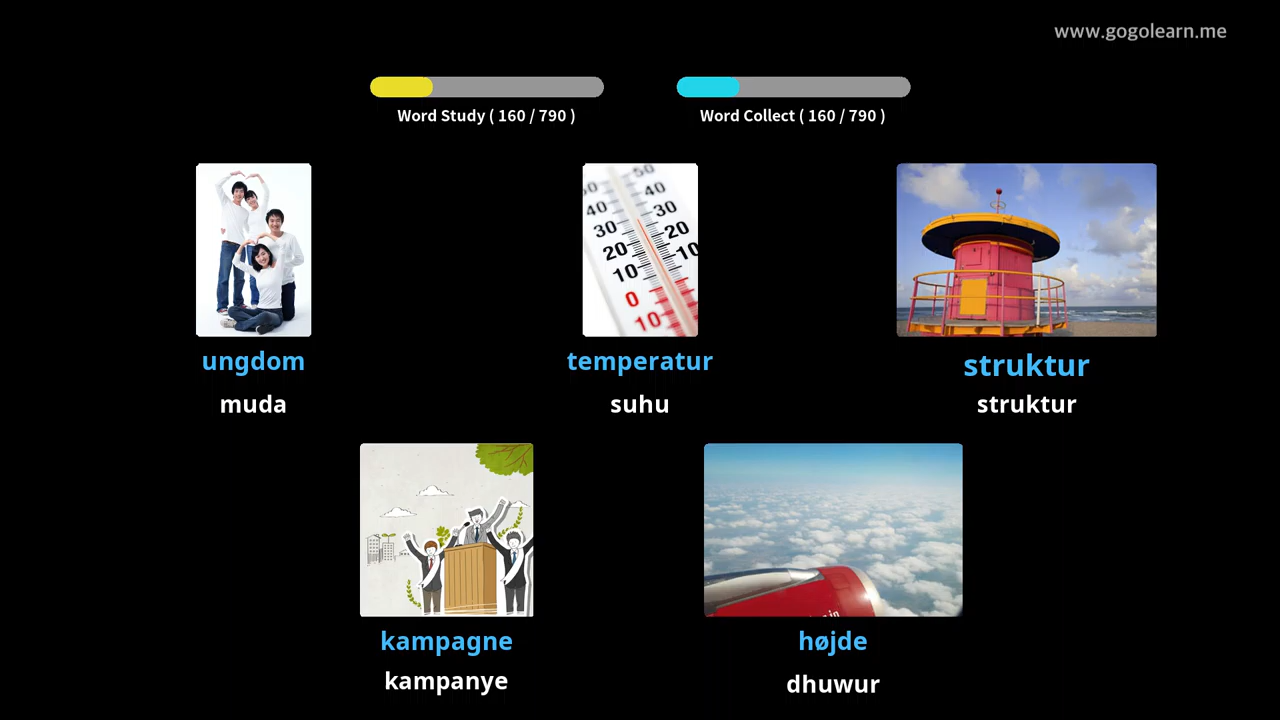 www.gogolearn.me
Word Study ( 160 / 790 )
Word Collect ( 160 / 790 )
ungdom
muda
temperatur
suhu
struktur
struktur
kampagne
kampanye
højde
dhuwur